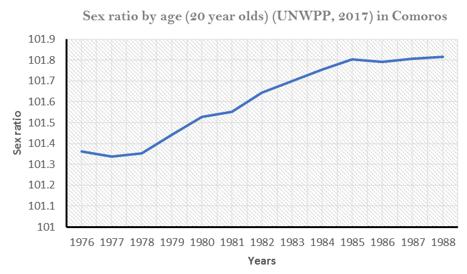 Sex ratio by age (20 year olds) (UNWPP, 2017) in Comoros
101.9
101.8
101.7
101.6
101.5
101.4
101.3
101.2
101.1
101
Sex ratio
1976 1977 1978 1979 1980 1981 1982 1983 1984 1985 1986 1987 1988
Years